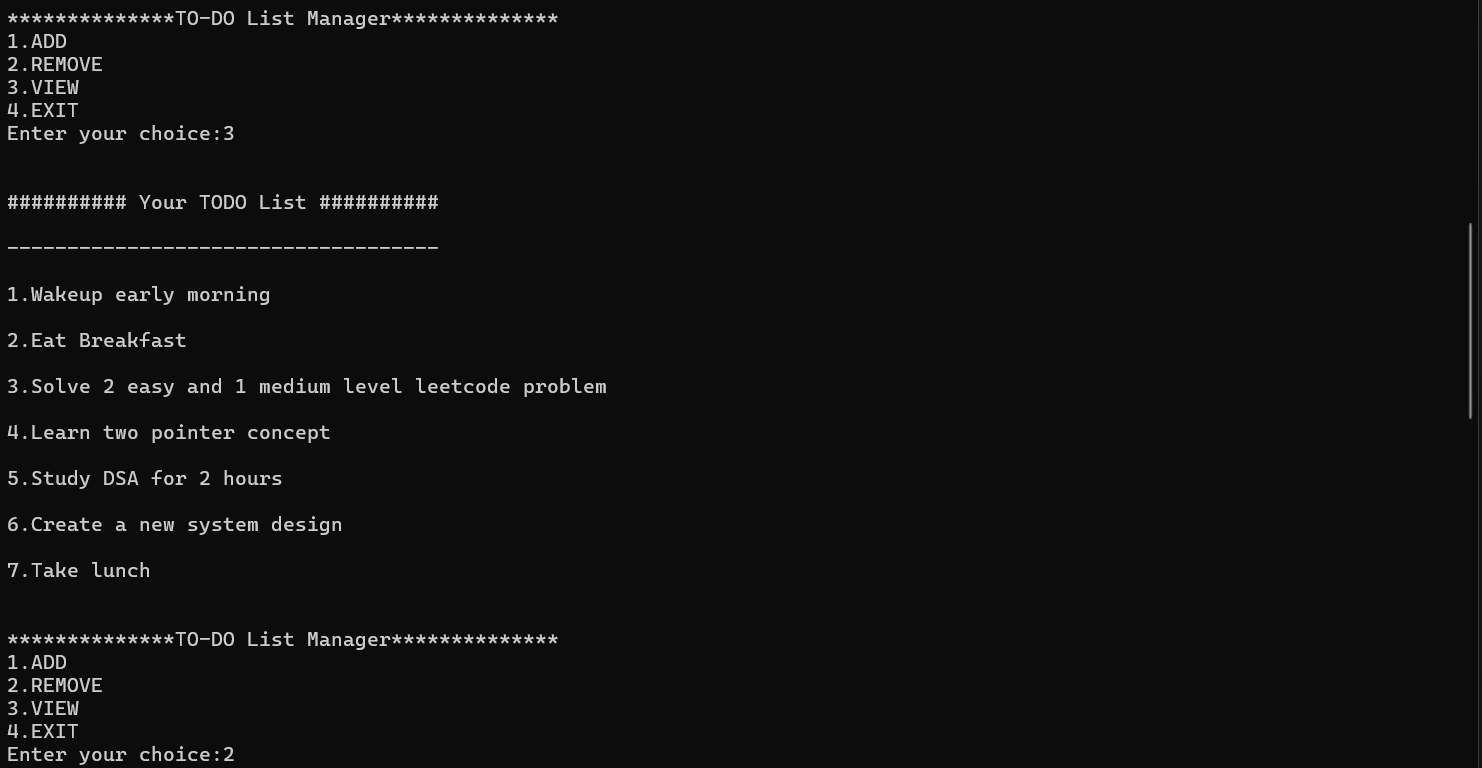 **************TO-DO List Manager**************
1.ADD
2.REMOVE
3.VIEW
4.EXIT
Enter your choice:3
########## Your TODO List ##########
------------------------------------
1.Wakeup early morning
2.Eat Breakfast
3.Solve 2 easy and 1 medium level leetcode problem
4.Learn two pointer concept
5.Study DSA for 2 hours
6.Create a new system design
7.Take lunch
**************TO-DO List Manager**************
1.ADD
2.REMOVE
3.VIEW
4.EXIT
Enter your choice:2